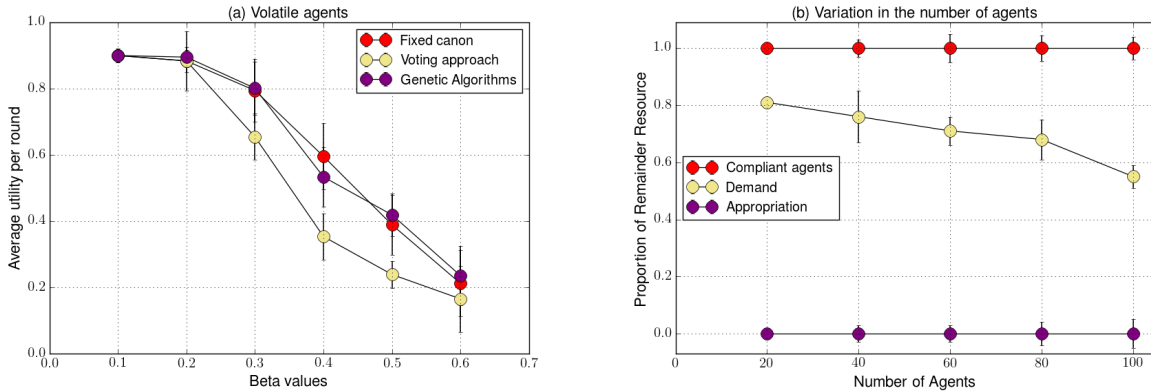 (a) Volatile agents
Average utility per round
1.0
0.8
0.6
0.4
0.2
0.0
Fixed canon
Voting approach
Genetic Algorithms
0.0 0.1 0.2 0.3 0.4 0.5 0.6 0.7
Beta values
(b) Variation in the number of agents
Proportion of Remainder Resource
1.0
0.8
0.6
0.4
0.2
0.0
Compliant agents
Demand
Appropriation
20 40 60 80 100
Number of Agents